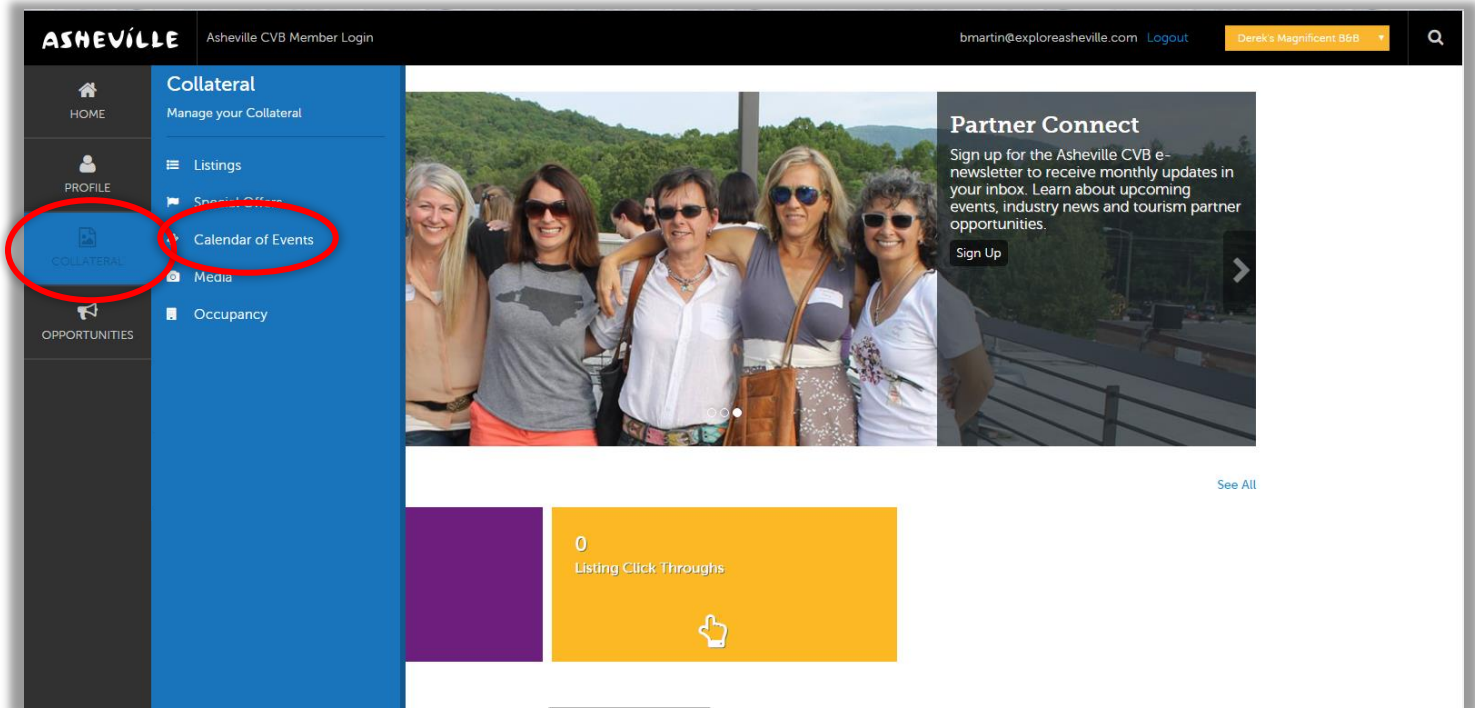 ASHEVILLE
Asheville CVB Member Login
bmartin@exploreasheville.com Logout
Derek's Magnificent B&B
HOME
PROFILE
COLLATERAL
OPPORTUNITIES
Collateral
Manage your Collateral
Listings
Special Offers
Calendar of Events
Media
Occupancy
Partner Connect
Sign up for the Asheville CVB e-
newsletter to receive monthly updates in
your inbox. Learn about upcoming
events, industry news and tourism partner
opportunities.
Sign Up
See All
0
Listing Click Throughs